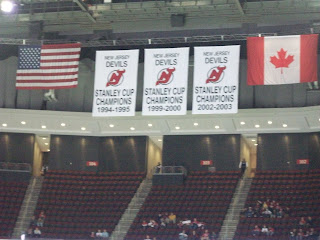 NEW JERSEY
DEVILS
STANLEY CUP
CHAMPIONS
1994-1995
NEW JERSEY
DEVILS
STANLEY CUP
CHAMPIONS
1999-2000
NEW JERSEY
DEVILS
STANLEY CUP
CHAMPIONS
2002-2003